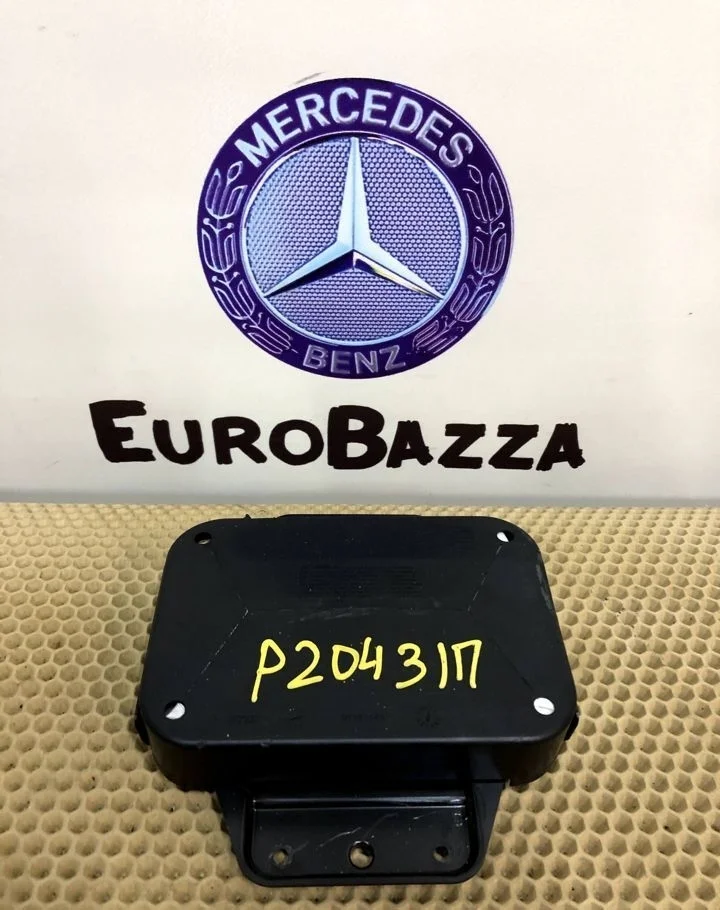 MERCEDES
BENZ
EUROBAZZA
P2043П